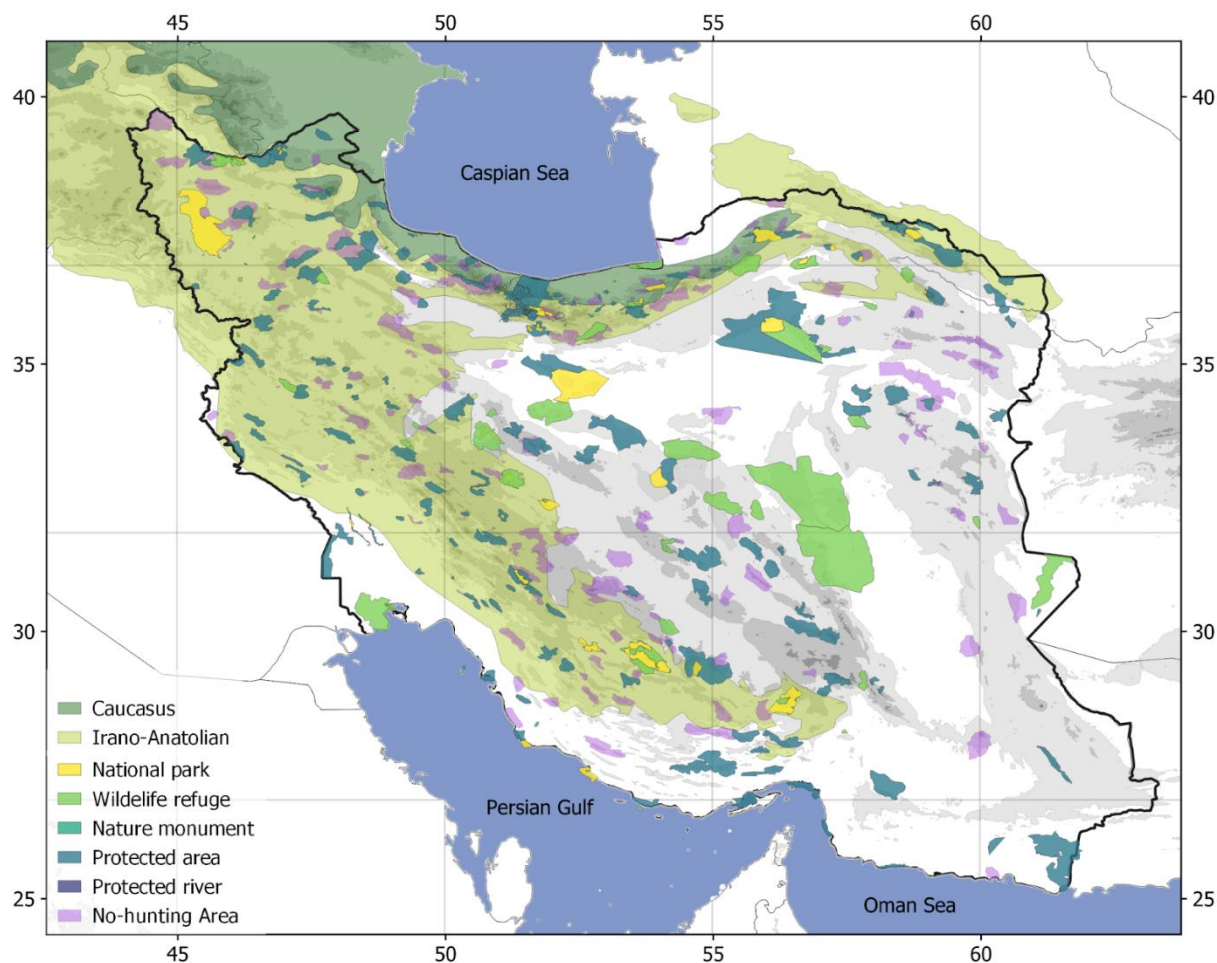 45 50 55 60
40 40
Caspian Sea
35 35
30 30
Caucasus
Irano-Anatolian
National park
Wildelife refuge
Nature monument
Protected area
Protected river
No-hunting Area
Persian Gulf
25 25
Oman Sea
45 50 55 60